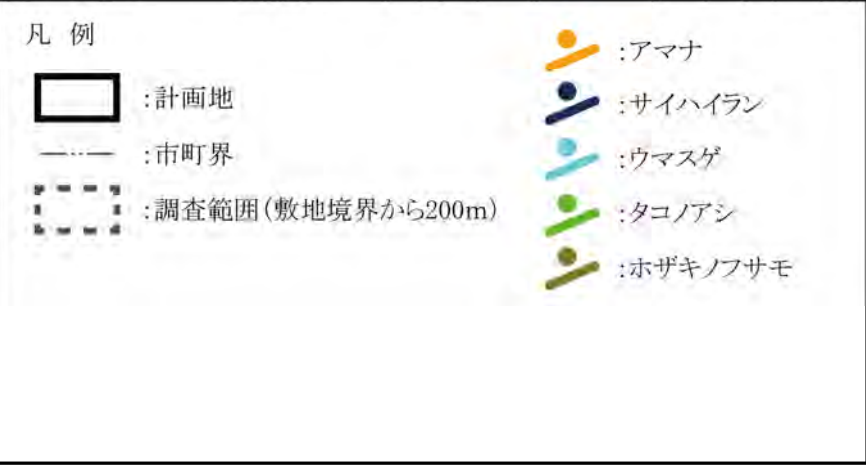 凡 例
:計画地
:市町界
:調査範囲(敷地境界から200m)
:アマナ
:サイハイラン
:ウマスゲ
:タコノアシ
:ホザキノフサモ